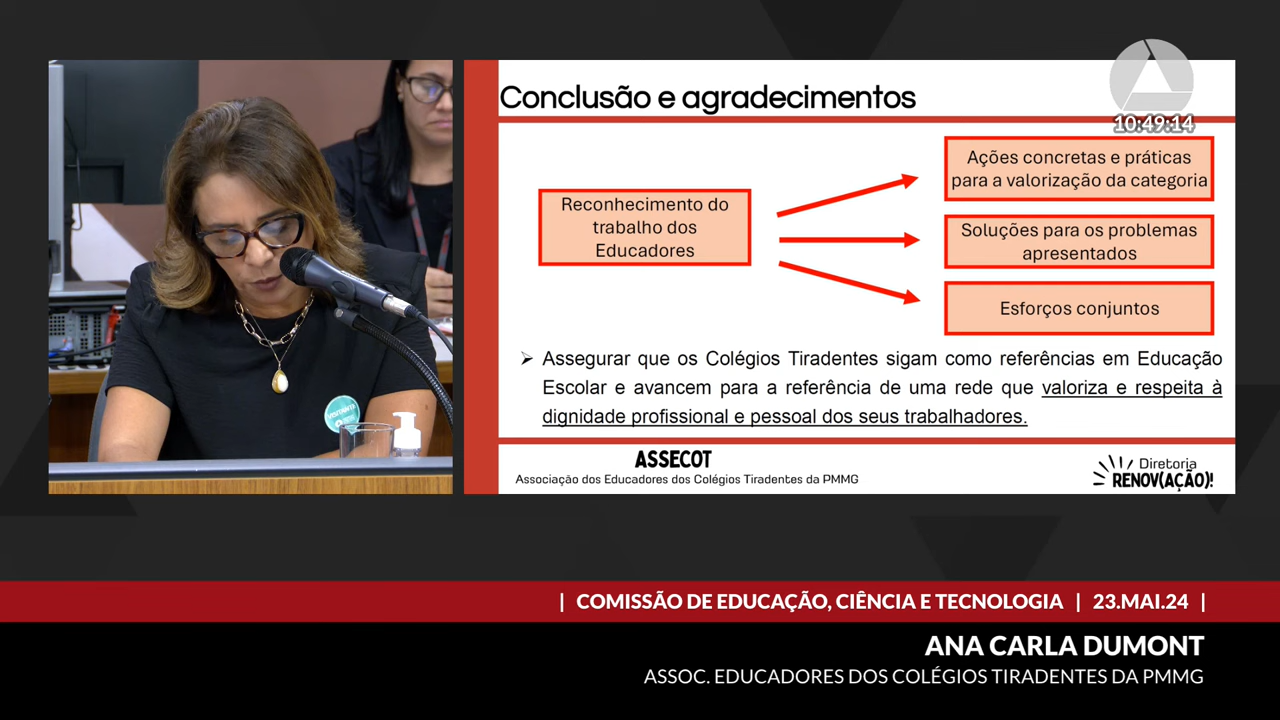 Conclusão e agradecimentos
10:49:14
Reconhecimento do
trabalho dos
Educadores
Ações concretas e práticas
para a valorização da categoria
Soluções para os problemas
apresentados
Esforços conjuntos
➢ Assegurar que os Colégios Tiradentes sigam como referências em Educação
Escolar e avancem para a referência de uma rede que valoriza e respeita à
dignidade profissional e pessoal dos seus trabalhadores.
ASSECOT
Associação dos Educadores dos Colégios Tiradentes da PMMG
Diretoria
RENOV(AÇÃO)!
VISITANTE
| COMISSÃO DE EDUCAÇÃO, CIÊNCIA E TECNOLOGIA | 23.MAI.24 |
ANA CARLA DUMONT
ASSOC. EDUCADORES DOS COLÉGIOS TIRADENTES DA PMMG